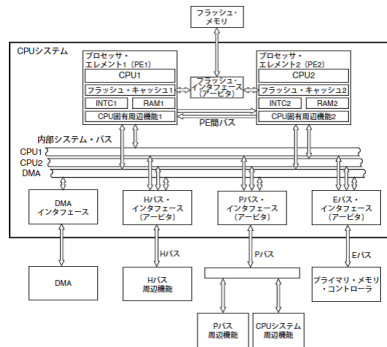 フラッシュ・
メモリ
CPUシステム
プロセッサ・
エレメント1（PE1）
CPU1
フラッシュ・キャッシュ1
INTC1
RAM1
CPU固有周辺機能1
フラッシュ・
インタフェース
（アービタ）
プロセッサ・
エレメント2（PE2）
CPU2
フラッシュ・キャッシュ2
INTC2
RAM2
CPU固有周辺機能2
PE間バス
内部システム・バス
CPU1
CPU2
DMA
DMA
インタフェース
Hバス・
インタフェース
（アービタ）
Pバス・
インタフェース
（アービタ）
Eバス・
インタフェース
（アービタ）
Hバス
Pバス
Eバス
DMA
Hバス
周辺機能
プライマリ・メモリ
・コントローラ
Pバス
周辺機能
CPUシステム
周辺機能